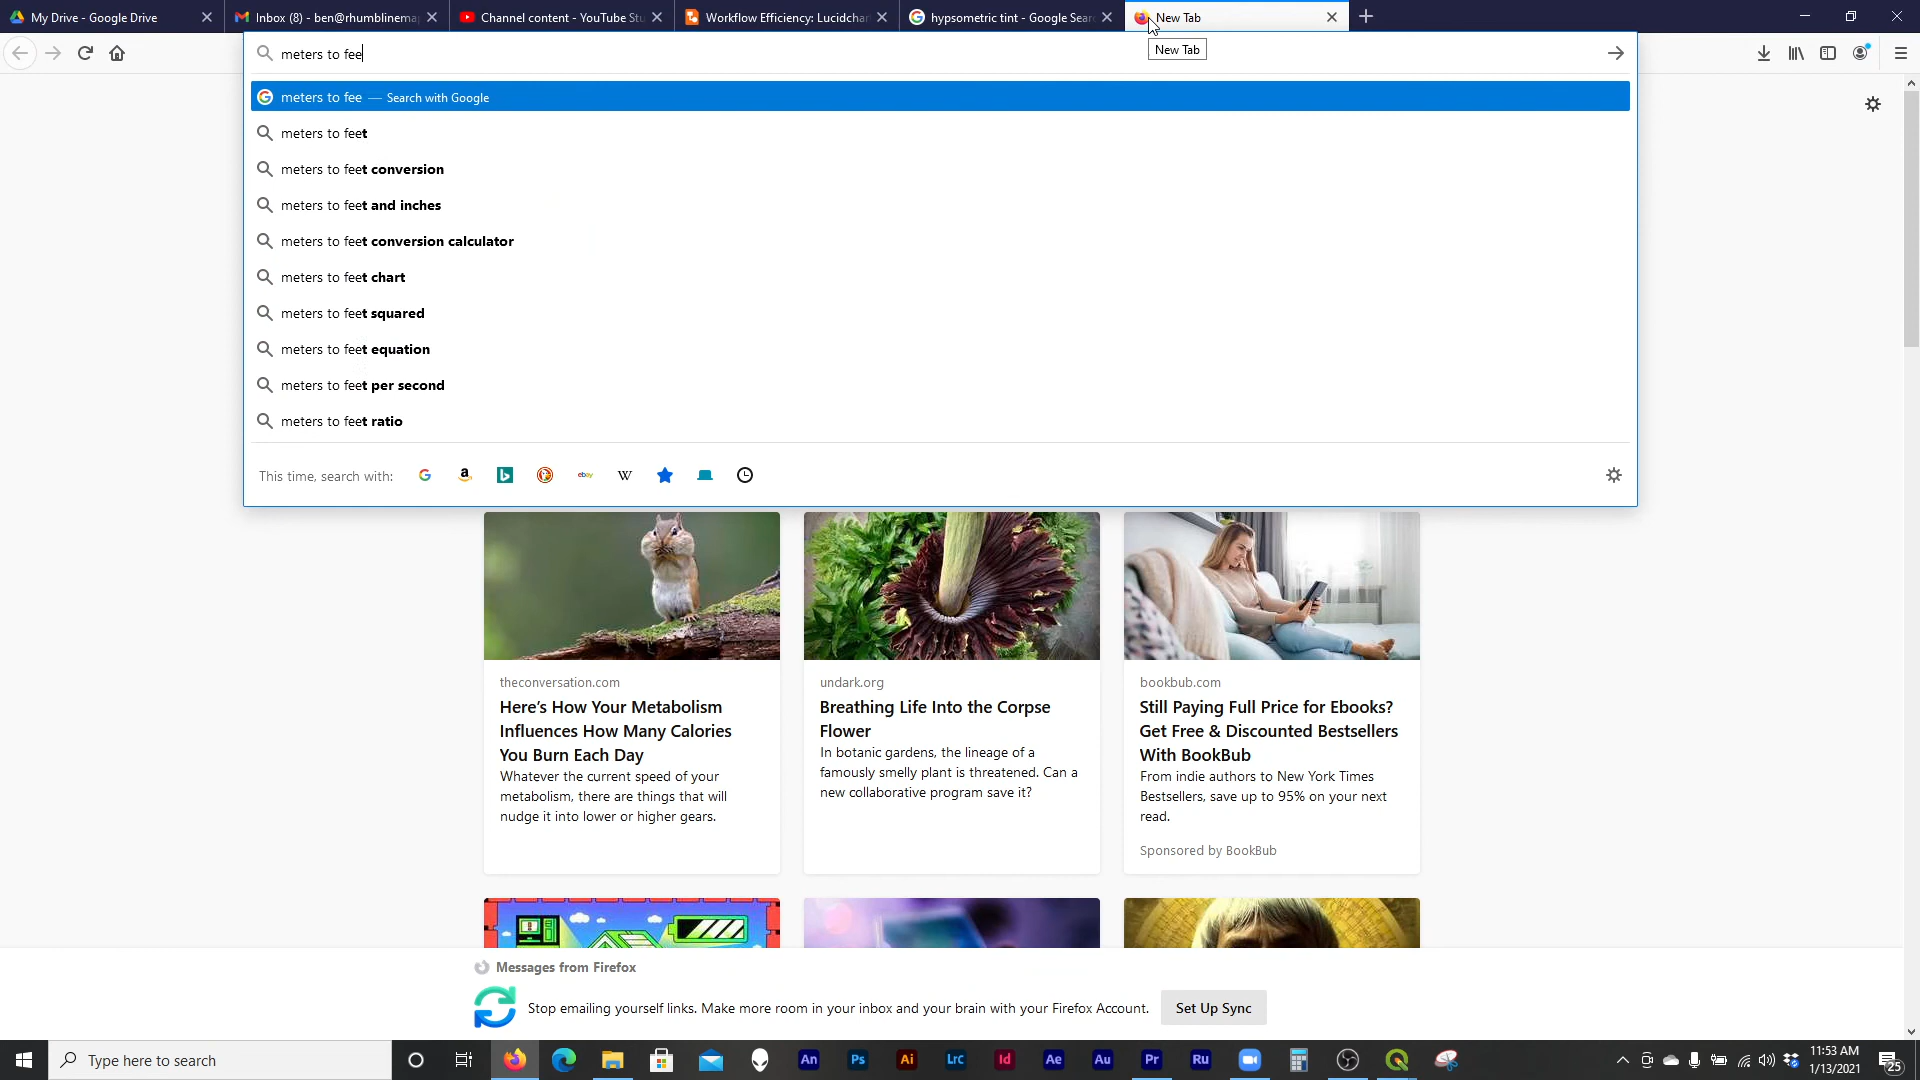 My Drive - Google Drive
Inbox (8) - ben@rhumblinema
Channel content - YouTube Stu
Workflow Efficiency: Lucidchar
hypsometric tint - Google Sear
New Tab
meters to fee
New Tab
meters to fee — Search with Google
meters to feet
meters to feet conversion
meters to feet and inches
meters to feet conversion calculator
meters to feet chart
meters to feet squared
meters to feet equation
meters to feet per second
meters to feet ratio
This time, search with:
theconversation.com
Here's How Your Metabolism
Influences How Many Calories
You Burn Each Day
Whatever the current speed of your
metabolism, there are things that will
nudge it into lower or higher gears.
undark.org
Breathing Life Into the Corpse
Flower
In botanic gardens, the lineage of a
famously smelly plant is threatened. Can a
new collaborative program save it?
bookbub.com
Still Paying Full Price for Ebooks?
Get Free & Discounted Bestsellers
With BookBub
From indie authors to New York Times
Bestsellers, save up to 95% on your next
read.
Sponsored by BookBub
Messages from Firefox
Stop emailing yourself links. Make more room in your inbox and your brain with your Firefox Account.
Set Up Sync
Type here to search
An
Ps
Ai
Lrc
Id
Ae
Au
Pr
Ru
11:53 AM
1/13/2021
25